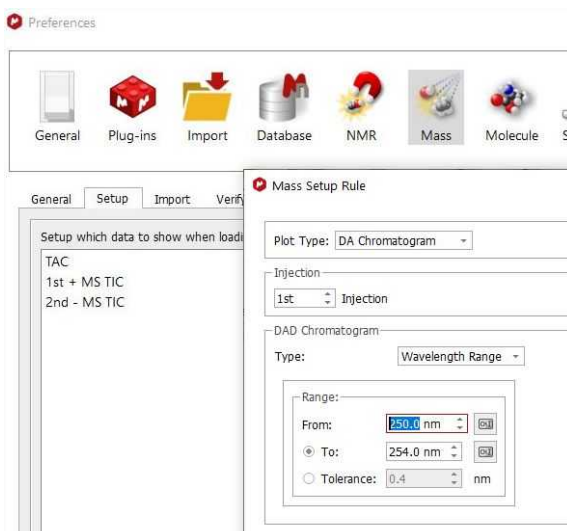 Preferences
General Plug-ins Import Database NMR Mass Molecule
General Setup Import
Mass Setup Rule
Setup which data to show when
TAC
1st + MS TIC
2nd - MS TIC
Plot Type: DA Chromatogram
Injection
1st Injection
DAD Chromatogram
Type: Wavelength Range
Range:
From: 250.0 nm
To: 254.0 nm
Tolerance: 0.4 nm